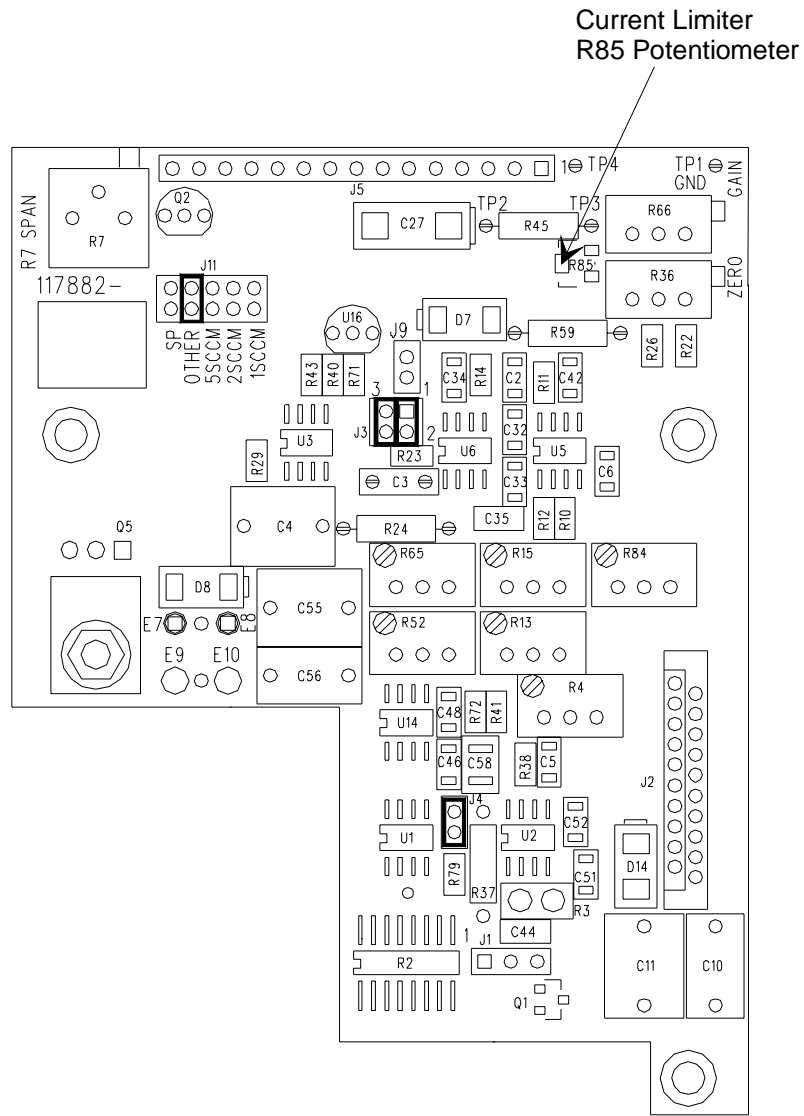 Current Limiter
R85 Potentiometer
1 TP4 TP1
GND
GAIN
J5
R7 SPAN
R7
Q2
C27
TP2 R45 TP3
R66
R85
R36
ZERO
J11
117882-
SP
OTHER
5SCCM
2SCCM
1SCCM
U16
J9
D7
R59
R26
R22
R43
R40
R71
C34
R14
C2
R11
C42
3 1
J3 2
U3
R29
R23
U6
C32
U5
C33
C6
C3
C4
R24
C35
R12
R10
Q5
R65
R15
R84
D8
C55
R52
R13
E7
E8
E9 E10
C56
R4
U14
C48
R72
R41
C46
C58
R38
C5
J2
J4
U1
U2
C52
R79
R37
C51
D14
R3
C44
1 J1
R2
C11
C10
Q1